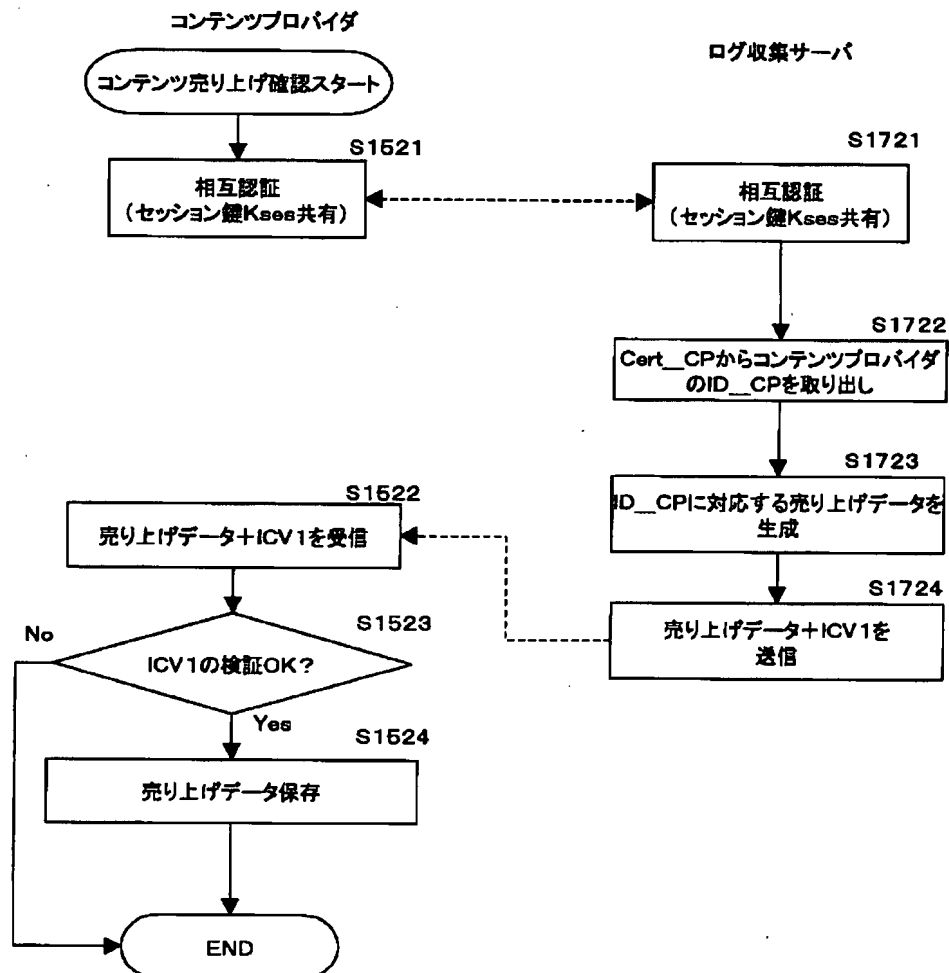 コンテンツプロバイダ
ログ収集サーバ
コンテンツ売り上げ確認スタート
S1521
相互認証
(セッション鍵Kses共有)
S1721
相互認証
(セッション鍵Kses共有)
S1722
Cert__CPからコンテンツプロバイダ
のID__CPを取り出し
S1723
ID__CPに対応する売り上げデータを
生成
S1522
売り上げデータ+ICV1を受信
S1724
売り上げデータ+ICV1を
送信
S1523
No
ICV1の検証OK?
Yes
S1524
売り上げデータ保存
END